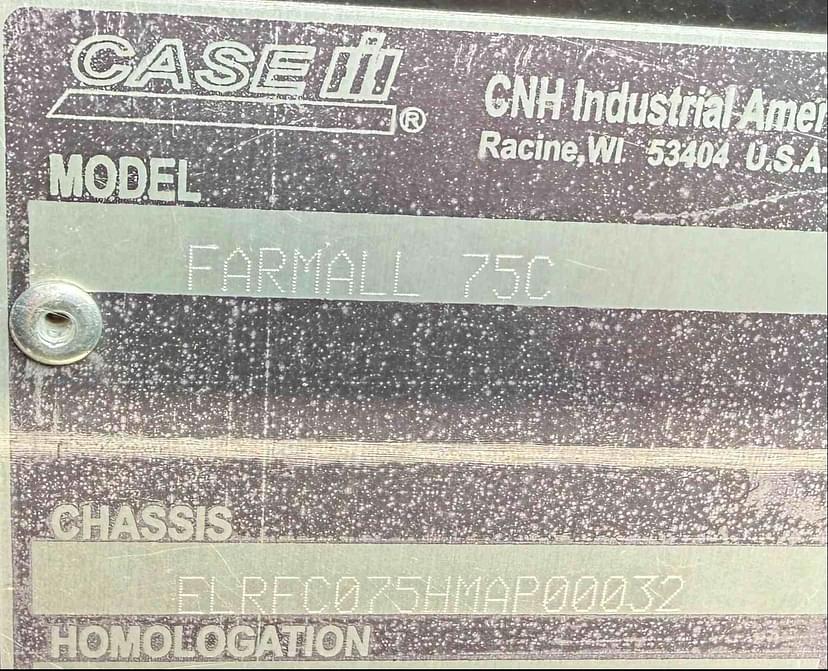 CASE IH ®
CNH Industrial Amer
Racine, WI 53404 U.S.A.
MODEL
FARMALL 75C
CHASSIS
ELRFC075HMAP00032
HOMOLOGATION